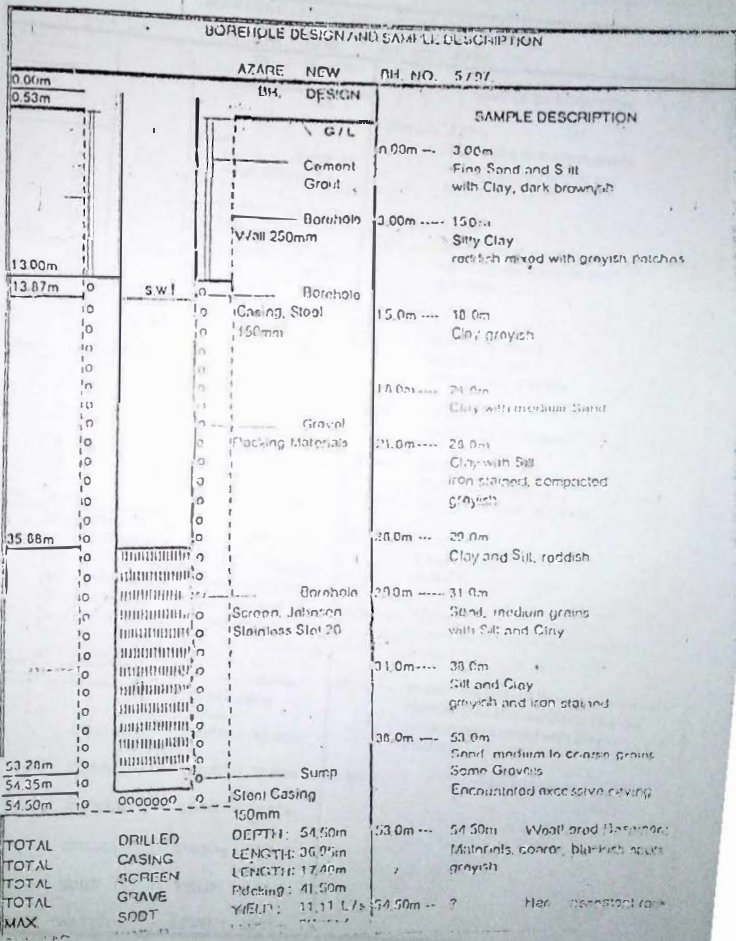 BOREHOLE DESIGN AND SAMPLE DESCRIPTION
AZARE NEW BH. NO. 5/97
BH. DESIGN
0.00m
0.53m
SAMPLE DESCRIPTION
G/L
Cement
Grout
Borehole
Wall 250mm
13.00m
13.87m
S.W.L
Borehole
Casing, Steel
150mm
Gravel
Packing Materials
35.88m
Borehole
Screen, Johnson
Stainless Slot 20
53.28m
54.35m
54.50m
Sump
Steel Casing
150mm
0.00m --- 3.00m
Fine Sand and Silt
with Clay, dark brownish
3.00m ---- 15.0m
Silty Clay
reddish mixed with greyish patches
15.0m ---- 18.0m
Clay greyish
18.0m ---- 21.0m
Clay with medium Sand
21.0m ---- 26.0m
Clay with Silt
iron stained, compacted
greyish
26.0m --- 29.0m
Clay and Silt, reddish
29.0m ---- 31.0m
Sand, medium grains
with Silt and Clay
31.0m ---- 38.0m
Silt and Clay
greyish and iron stained
38.0m ---- 53.0m
Sand medium to coarse grains
Some Gravels
Encountered excessive caving
53.0m --- 54.50m Weathered
Materials, coarse, blackish spots
greyish
54.50m -- ? rock
TOTAL DRILLED DEPTH: 54.50m
TOTAL CASING LENGTH: 36.95m
TOTAL SCREEN LENGTH: 17.40m
TOTAL GRAVE Packing: 41.50m
MAX. YIELD: 11.11 L/s